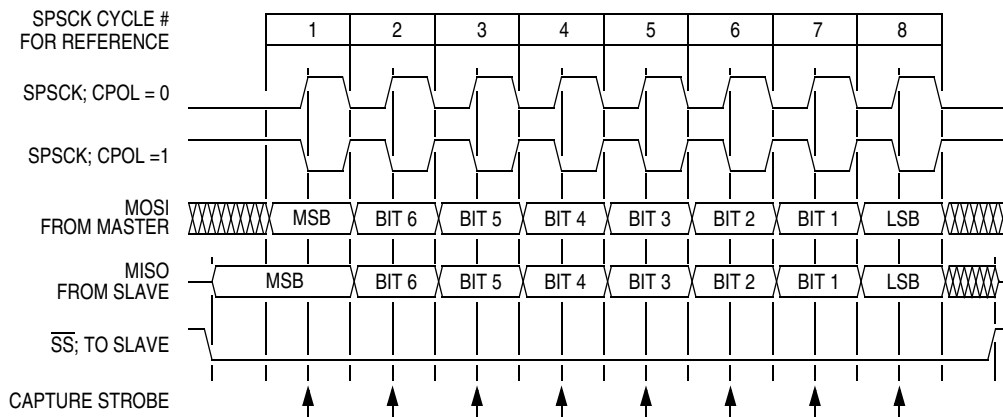 SPSCK CYCLE #
FOR REFERENCE
1 2 3 4 5 6 7 8
SPSCK; CPOL = 0
SPSCK; CPOL =1
MOSI
FROM MASTER
MSB BIT 6 BIT 5 BIT 4 BIT 3 BIT 2 BIT 1 LSB
MISO
FROM SLAVE
MSB BIT 6 BIT 5 BIT 4 BIT 3 BIT 2 BIT 1 LSB
SS; TO SLAVE
CAPTURE STROBE